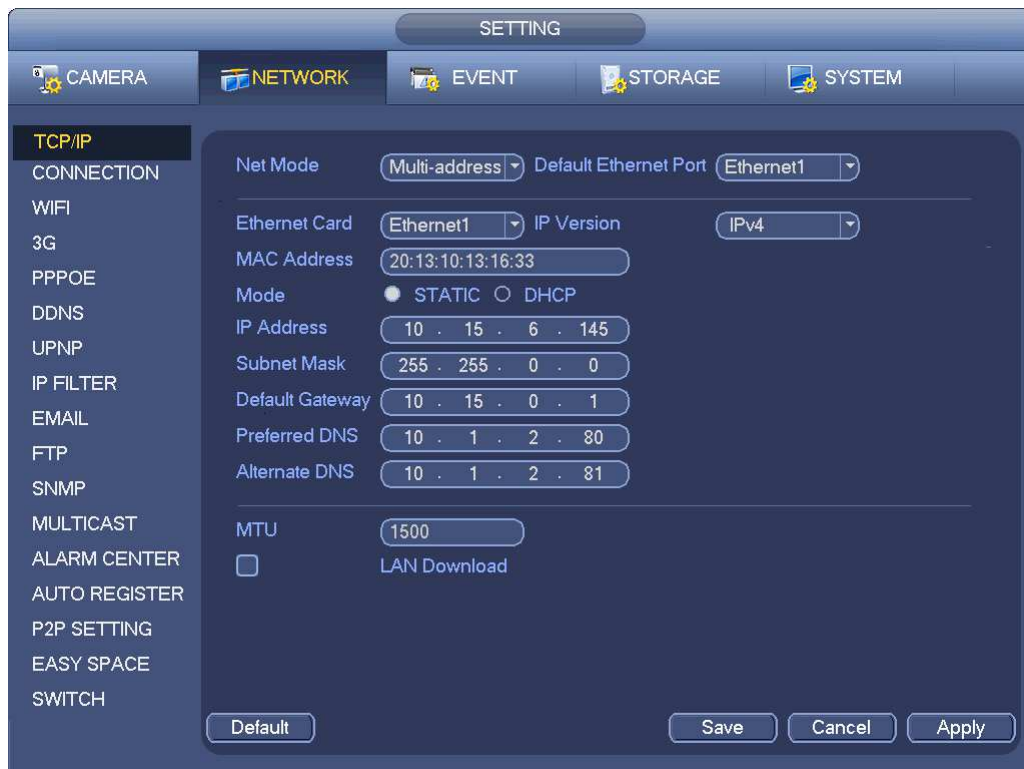 SETTING
CAMERA NETWORK EVENT STORAGE SYSTEM
TCP/IP
CONNECTION
WIFI
3G
PPPOE
DDNS
UPNP
IP FILTER
EMAIL
FTP
SNMP
MULTICAST
ALARM CENTER
AUTO REGISTER
P2P SETTING
EASY SPACE
SWITCH
Net Mode Multi-address Default Ethernet Port Ethernet1
Ethernet Card Ethernet1 IP Version IPv4
MAC Address 20:13:10:13:16:33
Mode STATIC DHCP
IP Address 10 . 15 . 6 . 145
Subnet Mask 255 . 255 . 0 . 0
Default Gateway 10 . 15 . 0 . 1
Preferred DNS 10 . 1 . 2 . 80
Alternate DNS 10 . 1 . 2 . 81
MTU 1500
LAN Download
Default Save Cancel Apply